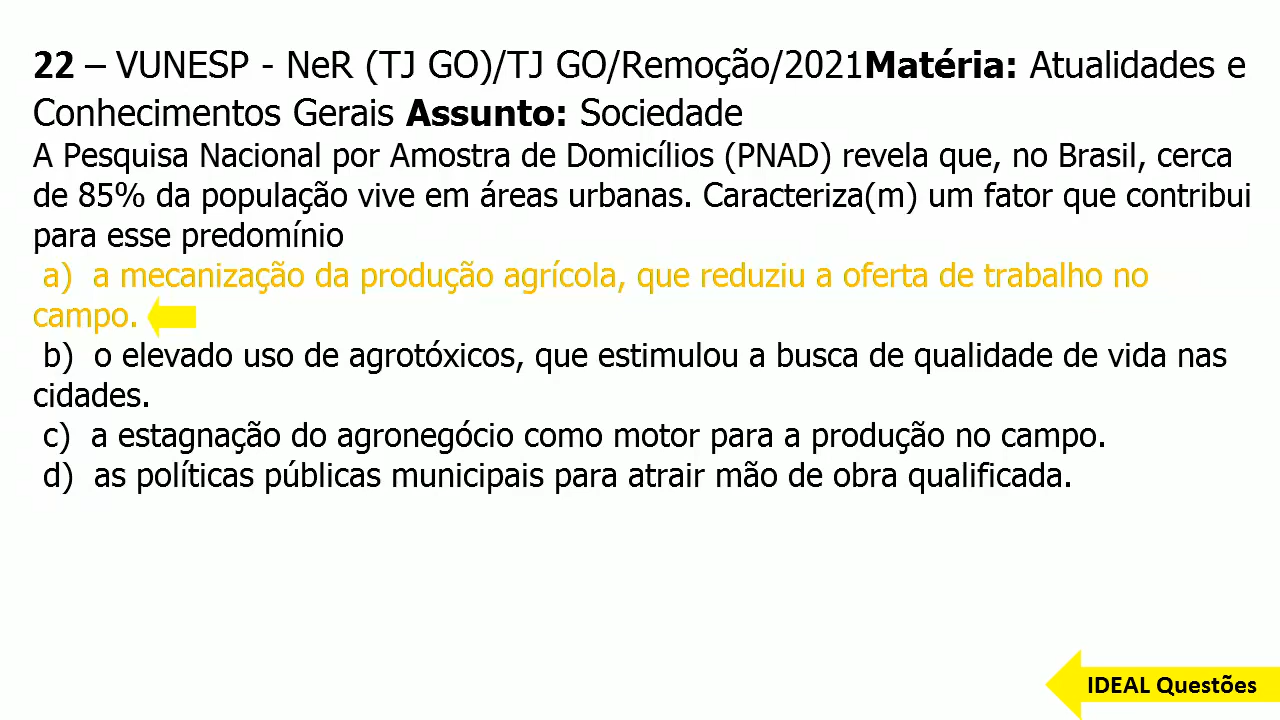 22 – VUNESP - NeR (TJ GO)/TJ GO/Remoção/2021Matéria: Atualidades e
Conhecimentos Gerais Assunto: Sociedade
A Pesquisa Nacional por Amostra de Domicílios (PNAD) revela que, no Brasil, cerca
de 85% da população vive em áreas urbanas. Caracteriza(m) um fator que contribui
para esse predomínio
a) a mecanização da produção agrícola, que reduziu a oferta de trabalho no
campo.
b) o elevado uso de agrotóxicos, que estimulou a busca de qualidade de vida nas
cidades.
c) a estagnação do agronegócio como motor para a produção no campo.
d) as políticas públicas municipais para atrair mão de obra qualificada.
IDEAL Questões